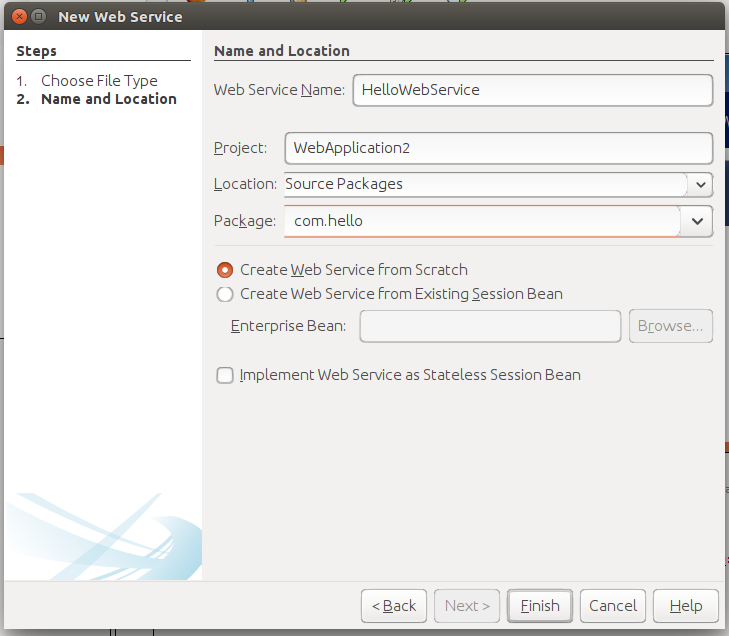 New Web Service
Steps
1. Choose File Type
2. Name and Location
Name and Location
Web Service Name: HelloWebService
Project: WebApplication2
Location: Source Packages
Package: com.hello
Create Web Service from Scratch
Create Web Service from Existing Session Bean
Enterprise Bean: Browse...
Implement Web Service as Stateless Session Bean
< Back Next > Finish Cancel Help